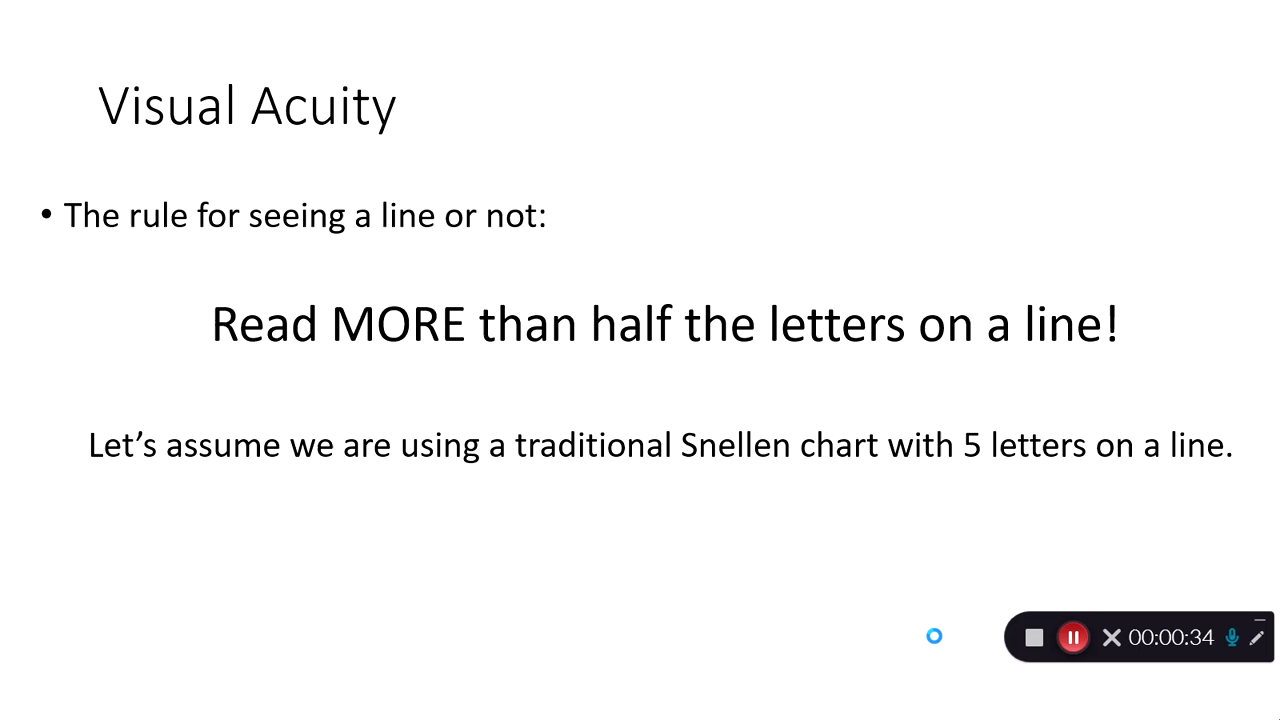 Visual Acuity
• The rule for seeing a line or not:
Read MORE than half the letters on a line!
Let’s assume we are using a traditional Snellen chart with 5 letters on a line.
00:00:34